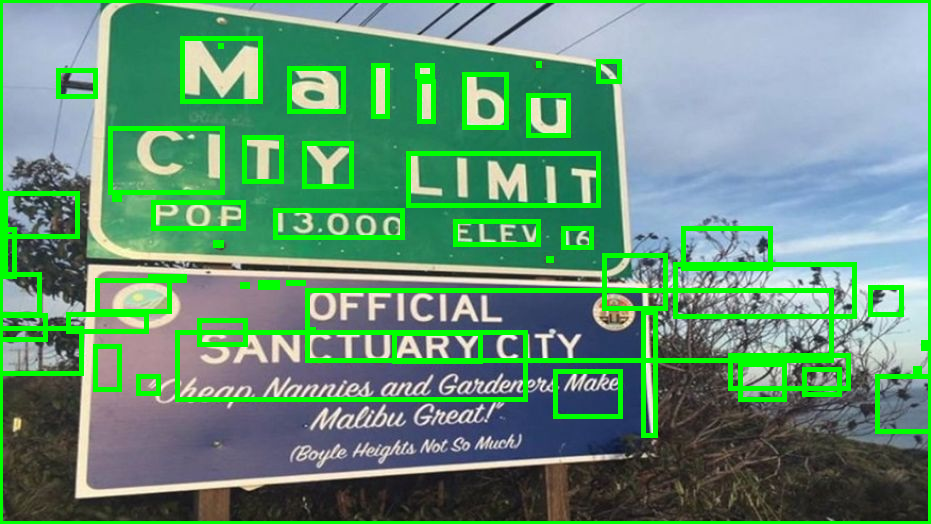 Malibu
CITY LIMIT
POP 13.000 ELEV 16
OFFICIAL
SANCTUARY CITY
"Cheap Nannies and Gardeners Make
Malibu Great!"
(Boyle Heights Not So Much)